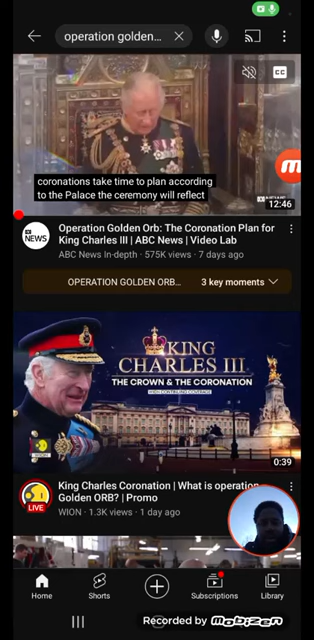 operation golden...
CC
coronations take time to plan according
to the Palace the ceremony will reflect
12:46
abc NEWS
Operation Golden Orb: The Coronation Plan for
King Charles III | ABC News | Video Lab
ABC News In-depth · 575K views · 7 days ago
OPERATION GOLDEN ORB...
3 key moments
KING
CHARLES III
THE CROWN & THE CORONATION
WION
0:39
King Charles Coronation | What is operation
Golden ORB? | Promo
LIVE
WION · 1.3K views · 1 day ago
Home
Shorts
Subscriptions
Library
Recorded by Mobizen